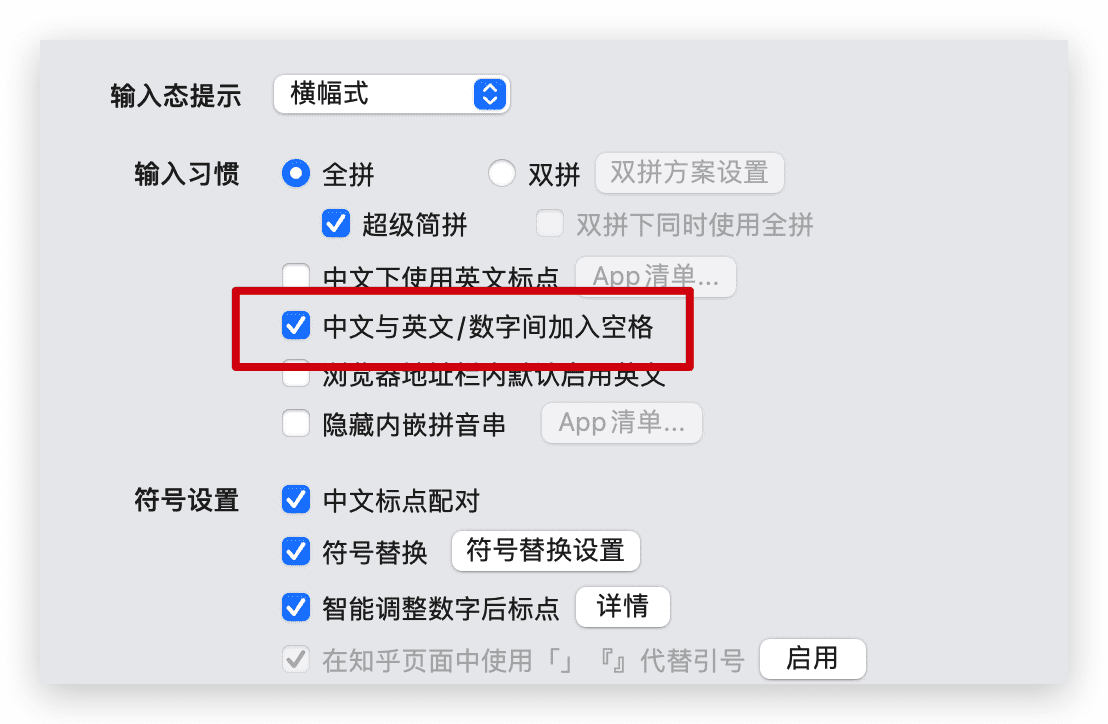 输入态提示 横幅式
输入习惯 全拼 双拼 双拼方案设置
超级简拼 双拼下同时使用全拼
中文下使用英文标点 App清单...
中文与英文/数字间加入空格
浏览器地址栏内默认启用英文
隐藏内嵌拼音串 App清单...
符号设置 中文标点配对
符号替换 符号替换设置
智能调整数字后标点 详情
在知乎页面中使用「」『』代替引号 启用